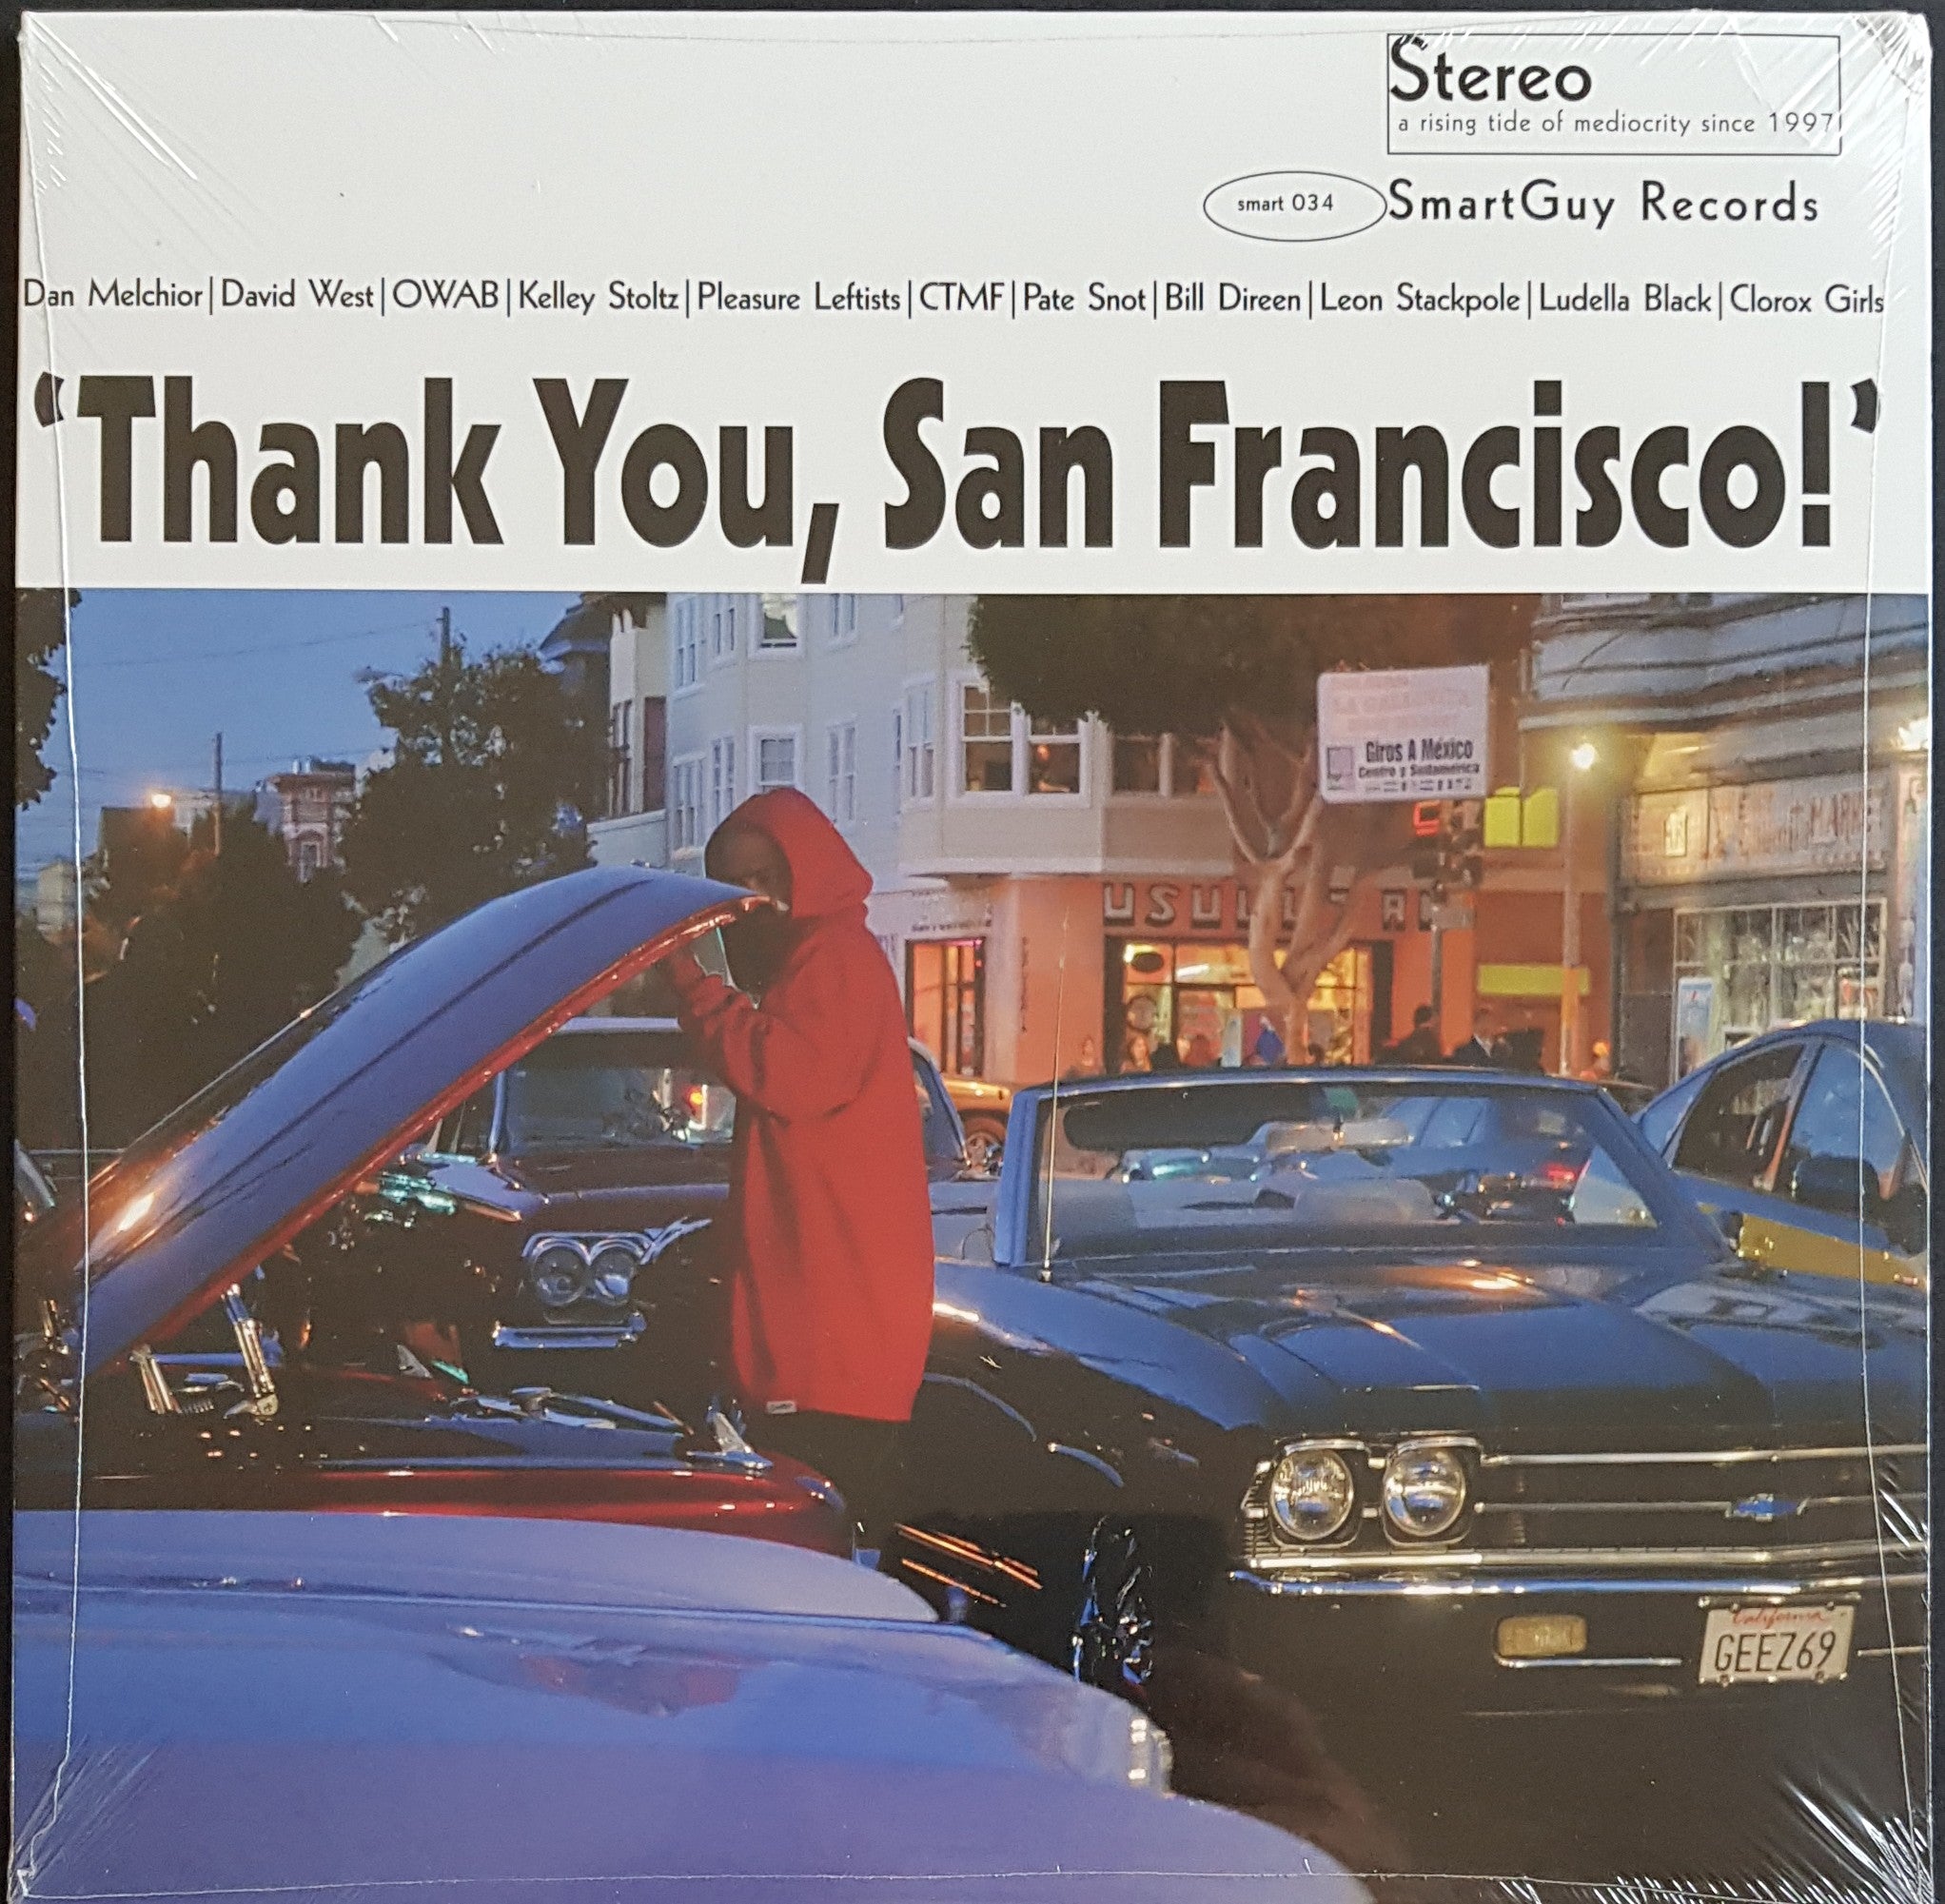 Stereo
a rising tide of mediocrity since 1997
smart 034
SmartGuy Records
Dan Melchior|David West|OWAB|Kelley Stoltz|Pleasure Leftists|CTMF|Pate Snot|Bill Direen|Leon Stackpole|Ludella Black|Clorox Girls
‘Thank You, San Francisco!’
Giros A México
Centro y Sudamérica
California
GEEZ69